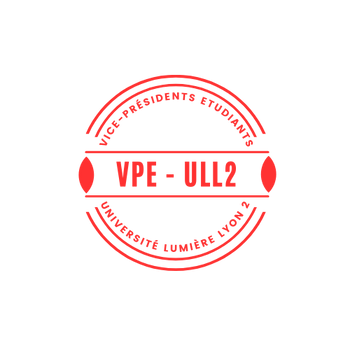 VICE-PRÉSIDENTS ETUDIANTS
VPE - ULL2
UNIVERSITÉ LUMIÈRE LYON 2